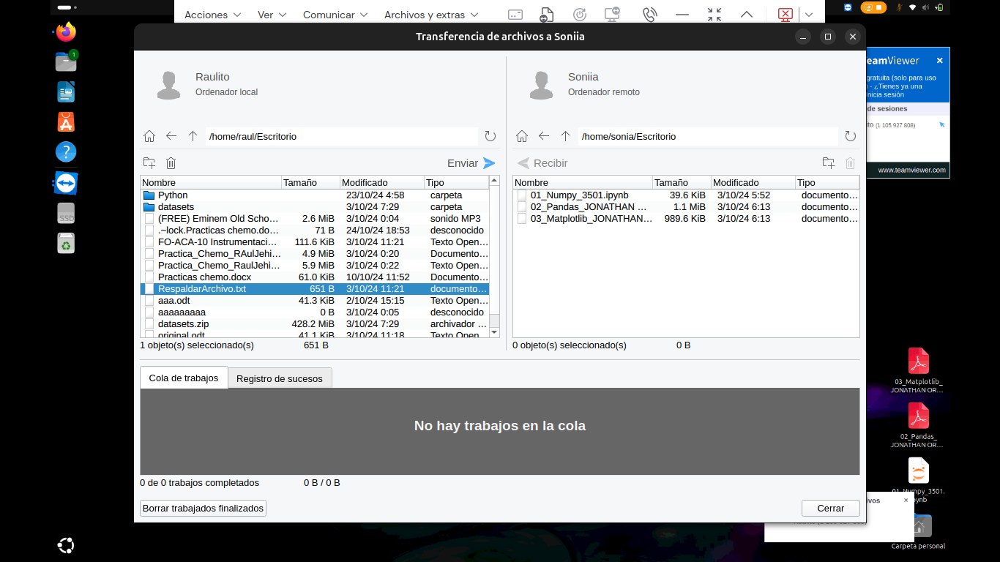 Acciones Ver Comunicar Archivos y extras
Transferencia de archivos a Soniia
1
Raulito
Ordenador local
Soniia
Ordenador remoto
/home/raul/Escritorio
/home/sonia/Escritorio
Enviar
Recibir
Nombre Tamaño Modificado Tipo
Python 23/10/24 4:58 carpeta
datasets 3/10/24 7:29 carpeta
(FREE) Eminem Old Scho... 2.6 MiB 3/10/24 0:04 sonido MP3
.~lock.Practicas chemo.do... 71 B 24/10/24 18:53 desconocido
FO-ACA-10 Instrumentaci... 111.6 KiB 3/10/24 11:21 Texto Open...
Practica_Chemo_RAulJehi... 4.9 MiB 3/10/24 0:20 Documento...
Practica_Chemo_RaulJehi... 5.9 MiB 3/10/24 0:22 Texto Open...
Practicas chemo.docx 61.0 KiB 10/10/24 11:52 Documento...
RespaldarArchivo.txt 651 B 3/10/24 11:21 documento...
aaa.odt 41.3 KiB 2/10/24 15:15 Texto Open...
aaaaaaaaa 0 B 3/10/24 0:05 desconocido
datasets.zip 428.2 MiB 3/10/24 7:29 archivador ...
original.odt 41.1 KiB 3/10/24 11:18 Texto Open
1 objeto(s) seleccionado(s) 651 B
Nombre Tamaño Modificado Tipo
01_Numpy_3501.ipynb 39.6 KiB 3/10/24 5:52 documento...
02_Pandas_JONATHAN ... 1.1 MiB 3/10/24 6:13 documento...
03_Matplotlib_JONATHAN... 989.6 KiB 3/10/24 6:13 documento...
0 objeto(s) seleccionado(s) 0 B
Cola de trabajos Registro de sucesos
No hay trabajos en la cola
0 de 0 trabajos completados 0 B / 0 B
Borrar trabajados finalizados
Cerrar
SSD
eamViewer
gratuita (solo para uso
- ¿Tienes ya una
nicia sesión
de sesiones
to (1 105 927 808)
www.teamviewer.com
03_Matplotlib_
JONATHAN OR...
02_Pandas_
JONATHAN OR...
01_Numpy_3501.
ynb
ivos
Carpeta personal